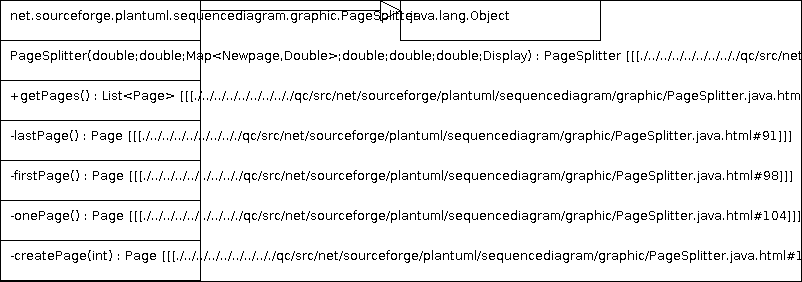 net.sourceforge.plantuml.sequencediagram.graphic.PageSplitter
java.lang.Object
PageSplitter(double;double;Map<Newpage,Double>;double;double;double;Display) : PageSplitter [[[./../../../../../../../../qc/src/net
+getPages() : List<Page> [[[./../../../../../../../../qc/src/net/sourceforge/plantuml/sequencediagram/graphic/PageSplitter.java.htm
-lastPage() : Page [[[./../../../../../../../../qc/src/net/sourceforge/plantuml/sequencediagram/graphic/PageSplitter.java.html#91]]]
-firstPage() : Page [[[./../../../../../../../../qc/src/net/sourceforge/plantuml/sequencediagram/graphic/PageSplitter.java.html#98]]]
-onePage() : Page [[[./../../../../../../../../qc/src/net/sourceforge/plantuml/sequencediagram/graphic/PageSplitter.java.html#104]]]
-createPage(int) : Page [[[./../../../../../../../../qc/src/net/sourceforge/plantuml/sequencediagram/graphic/PageSplitter.java.html#1